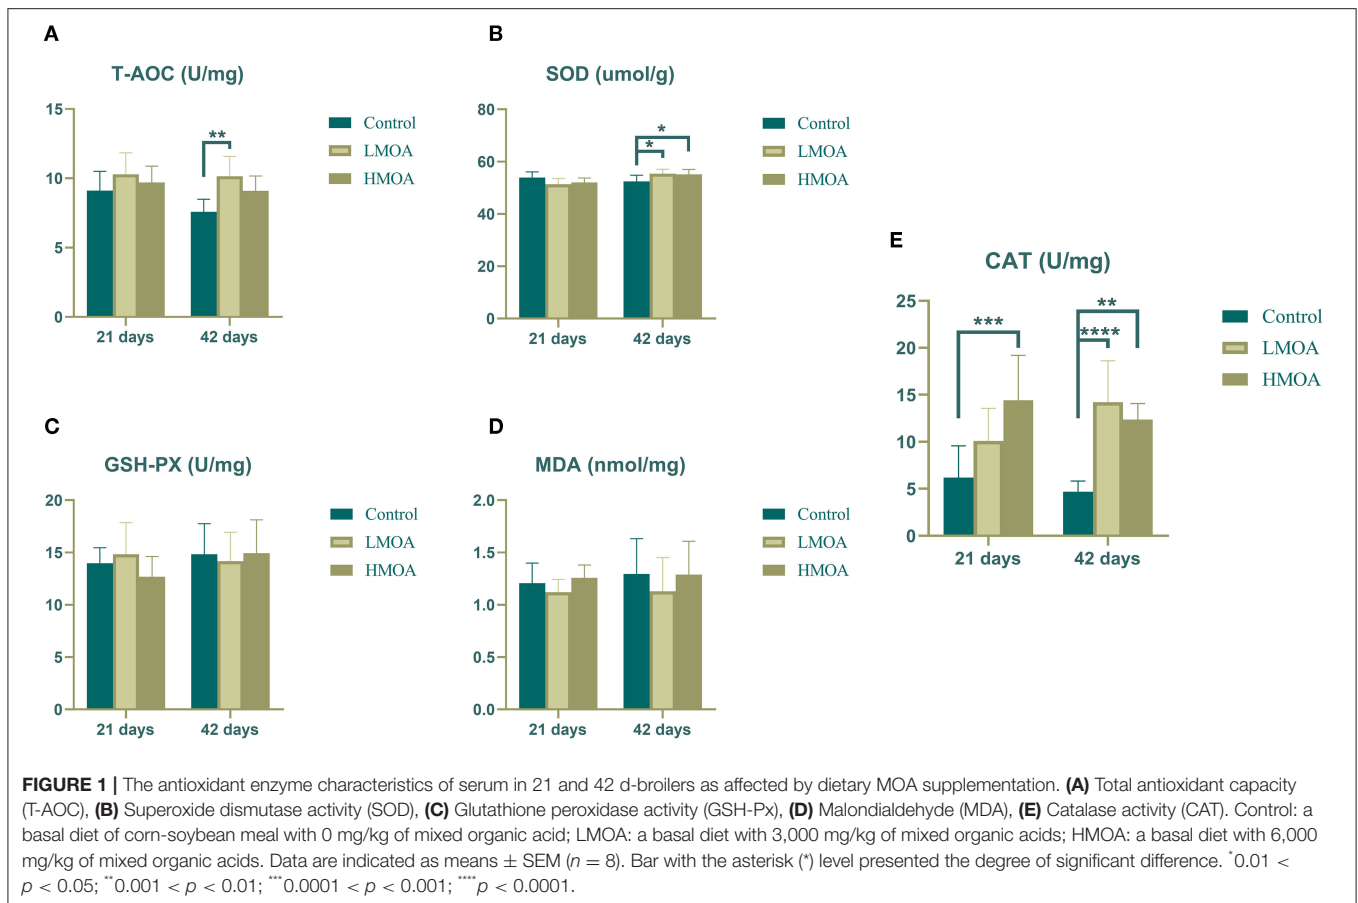 A
T-AOC (U/mg)
15
10
5
0
**
21 days
42 days
Control
LMOA
HMOA
B
SOD (umol/g)
80
60
40
20
0
*
*
21 days
42 days
Control
LMOA
HMOA
C
GSH-PX (U/mg)
20
15
10
5
0
21 days
42 days
Control
LMOA
HMOA
D
MDA (nmol/mg)
2.0
1.5
1.0
0.5
0.0
21 days
42 days
Control
LMOA
HMOA
E
CAT (U/mg)
25
20
15
10
5
0
***
**
****
21 days
42 days
Control
LMOA
HMOA
FIGURE 1 | The antioxidant enzyme characteristics of serum in 21 and 42 d-broilers as affected by dietary MOA supplementation. (A) Total antioxidant capacity
(T-AOC), (B) Superoxide dismutase activity (SOD), (C) Glutathione peroxidase activity (GSH-Px), (D) Malondialdehyde (MDA), (E) Catalase activity (CAT). Control: a
basal diet of corn-soybean meal with 0 mg/kg of mixed organic acid; LMOA: a basal diet with 3,000 mg/kg of mixed organic acids; HMOA: a basal diet with 6,000
mg/kg of mixed organic acids. Data are indicated as means ± SEM (n = 8). Bar with the asterisk (*) level presented the degree of significant difference. *0.01 <
p < 0.05; **0.001 < p < 0.01; ***0.0001 < p < 0.001; ****p < 0.0001.